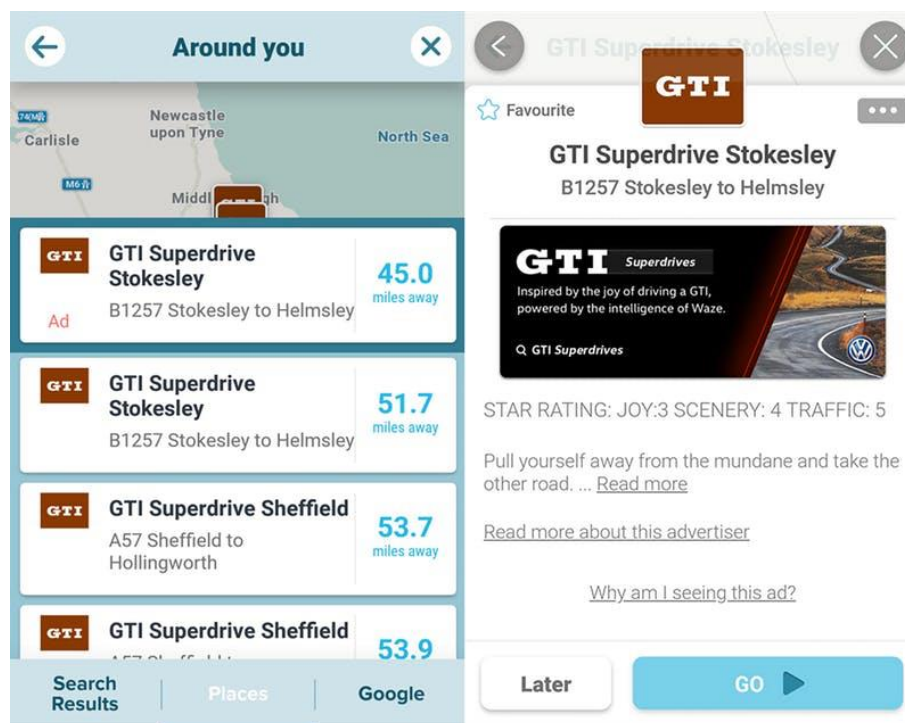 Around you
A74(M)
Carlisle
Newcastle
upon Tyne
North Sea
M6
Middl
gh
GTI
GTI Superdrive
Stokesley
B1257 Stokesley to Helmsley
Ad
45.0
miles away
GTI
GTI Superdrive
Stokesley
B1257 Stokesley to Helmsley
51.7
miles away
GTI
GTI Superdrive Sheffield
A57 Sheffield to
Hollingworth
53.7
miles away
GTI
GTI Superdrive Sheffield
53.9
Search
Results
Places
Google
GTI Superdrive Stokesley
GTI
Favourite
GTI Superdrive Stokesley
B1257 Stokesley to Helmsley
GTI Superdrives
Inspired by the joy of driving a GTI,
powered by the intelligence of Waze.
GTI Superdrives
STAR RATING: JOY:3 SCENERY: 4 TRAFFIC: 5
Pull yourself away from the mundane and take the
other road. ... Read more
Read more about this advertiser
Why am I seeing this ad?
Later
GO